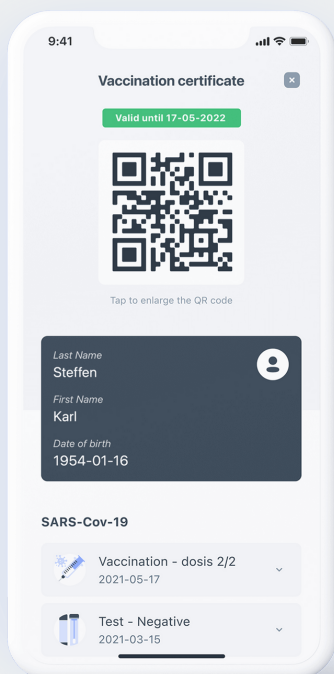 9:41
Vaccination certificate
Valid until 17-05-2022
Tap to enlarge the QR code
Last Name
Steffen
First Name
Karl
Date of birth
1954-01-16
SARS-Cov-19
Vaccination - dosis 2/2
2021-05-17
Test - Negative
2021-03-15